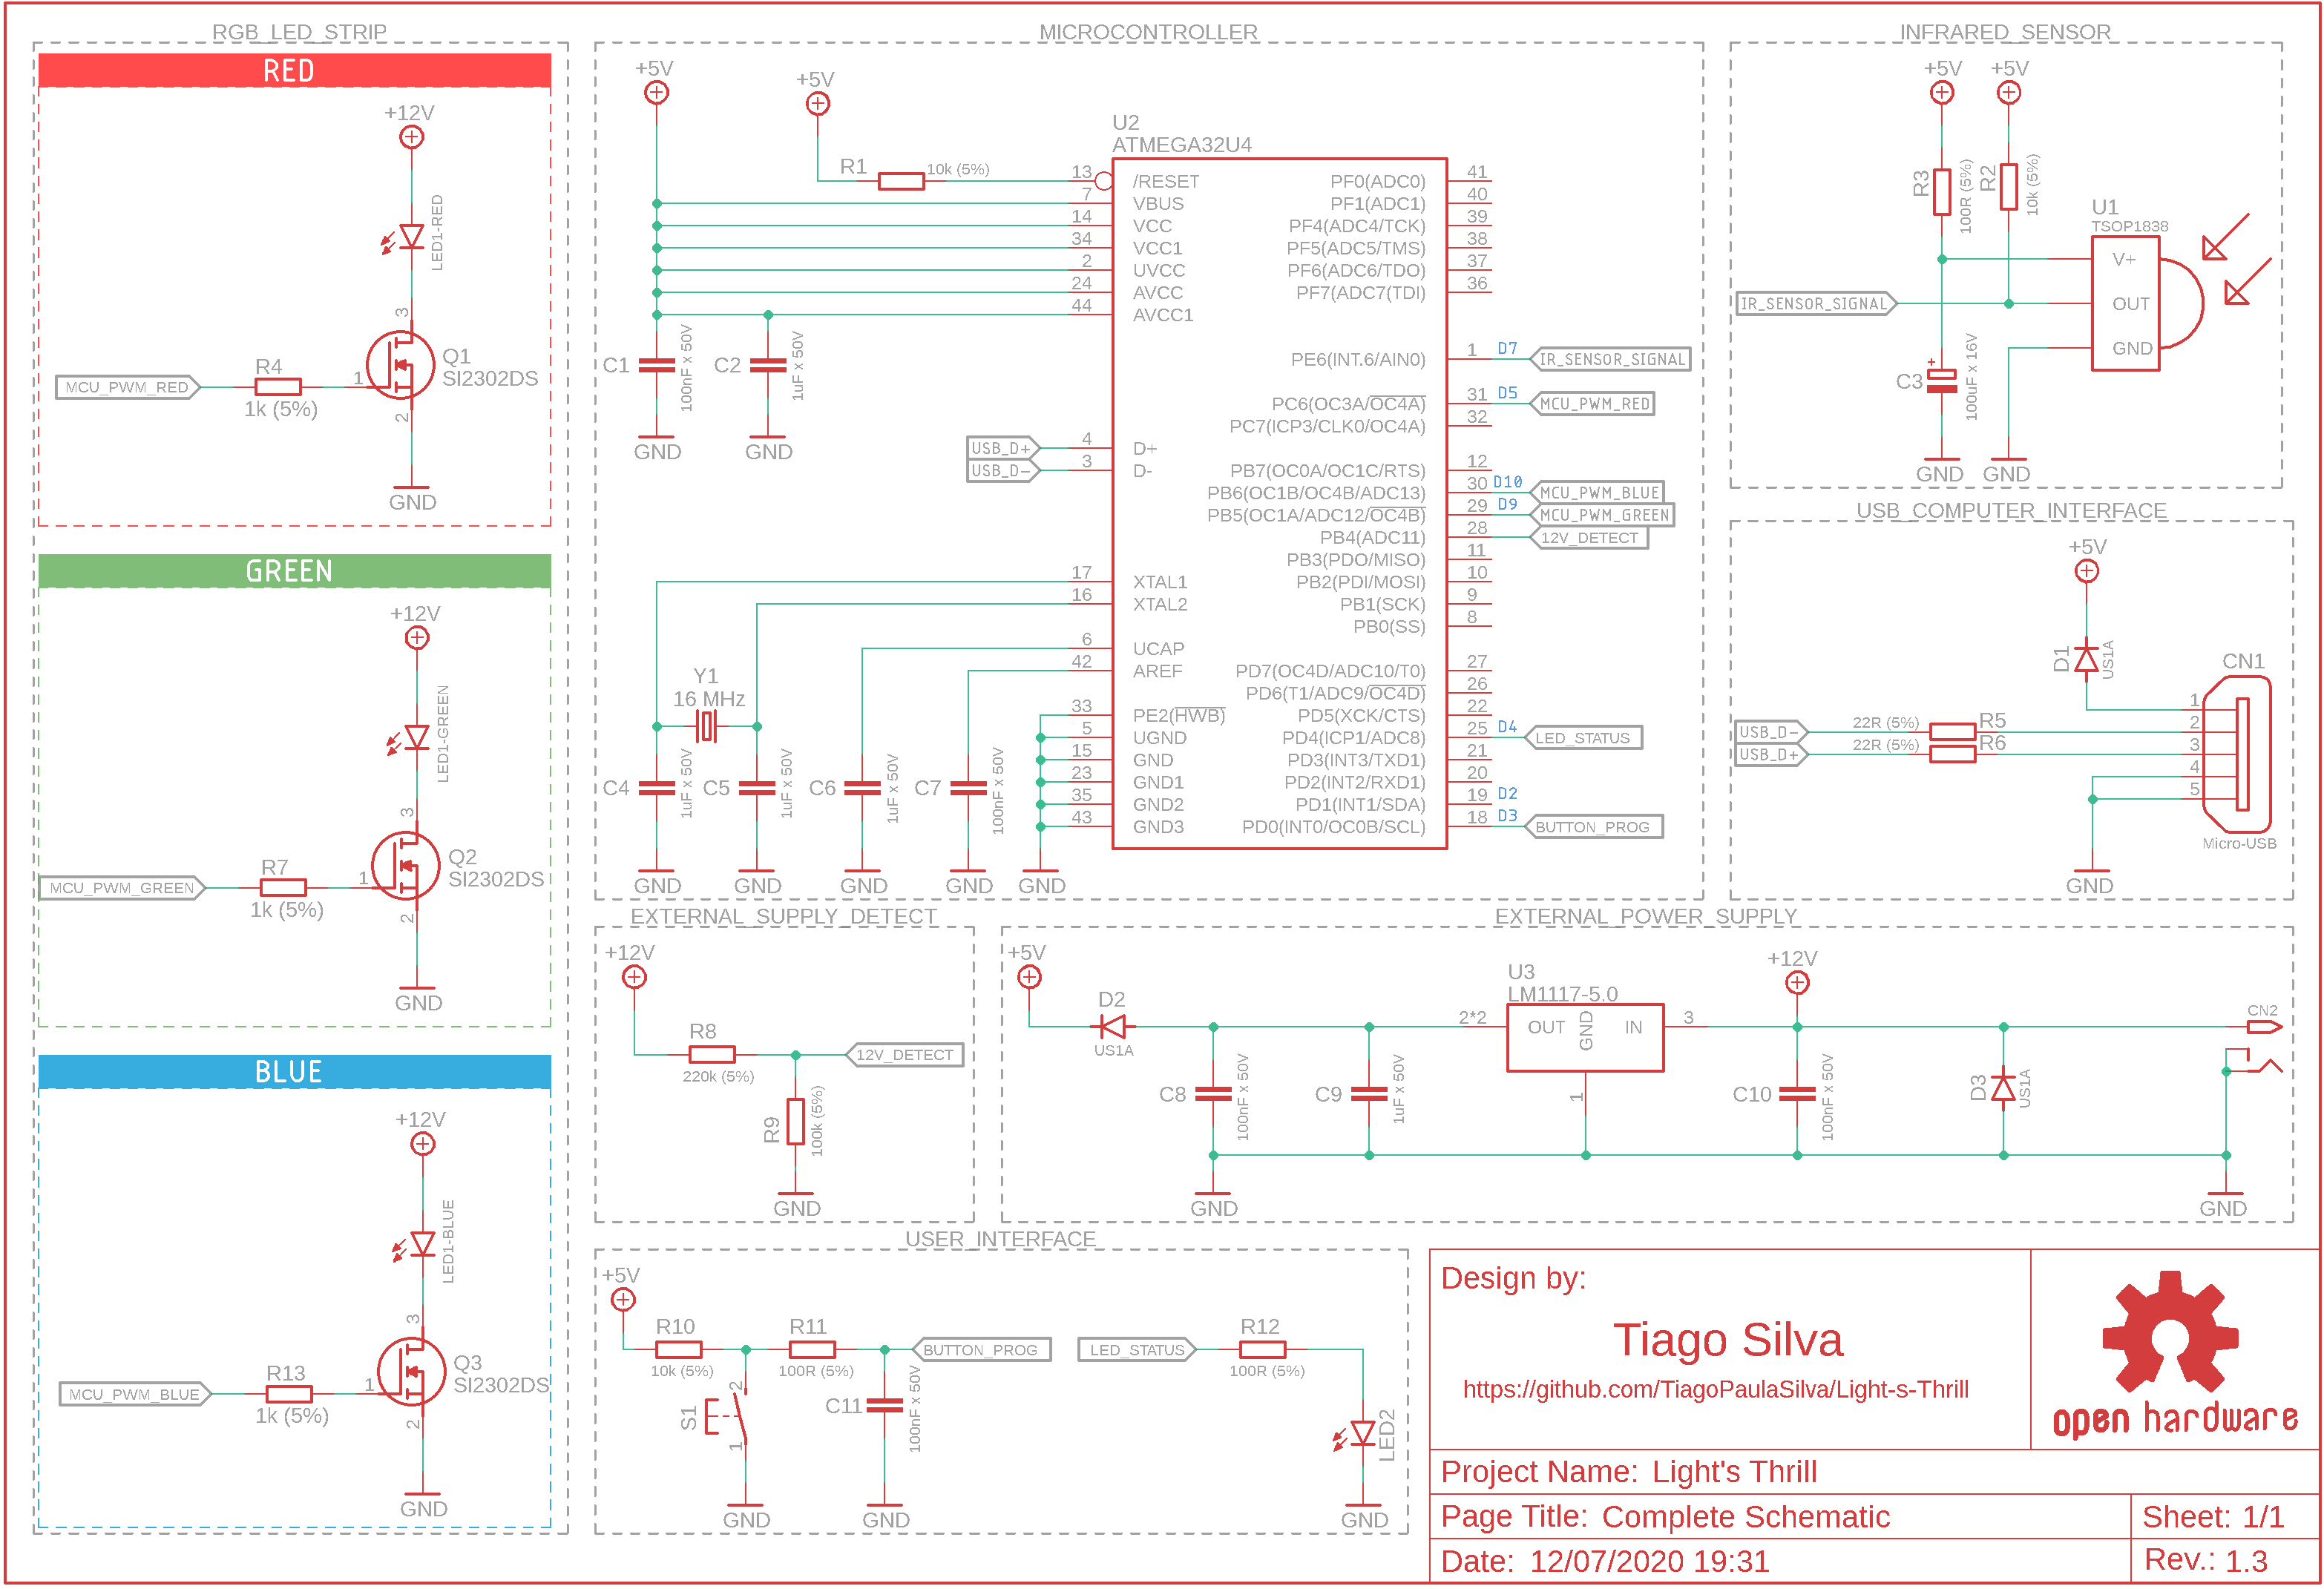 RGB_LED_STRIP
RED
+12V
LED1-RED
3
Q1
SI2302DS
R4
1k (5%)
1
2
MCU_PWM_RED
GND
GREEN
+12V
LED1-GREEN
3
Q2
SI2302DS
R7
1k (5%)
1
2
MCU_PWM_GREEN
GND
BLUE
+12V
LED1-BLUE
3
Q3
SI2302DS
R13
1k (5%)
1
2
MCU_PWM_BLUE
GND
MICROCONTROLLER
+5V
+5V
R1
10k (5%)
U2
ATMEGA32U4
13 /RESET
7 VBUS
14 VCC
34 VCC1
2 UVCC
24 AVCC
44 AVCC1
4 D+
3 D-
17 XTAL1
16 XTAL2
6 UCAP
42 AREF
33 PE2(HWB)
5 UGND
15 GND
23 GND1
35 GND2
43 GND3
PF0(ADC0) 41
PF1(ADC1) 40
PF4(ADC4/TCK) 39
PF5(ADC5/TMS) 38
PF6(ADC6/TDO) 37
PF7(ADC7(TDI) 36
PE6(INT.6/AIN0) 1 D7 IR_SENSOR_SIGNAL
PC6(OC3A/OC4A) 31 D5 MCU_PWM_RED
PC7(ICP3/CLK0/OC4A) 32
PB7(OC0A/OC1C/RTS) 12
PB6(OC1B/OC4B/ADC13) 30 D10 MCU_PWM_BLUE
PB5(OC1A/ADC12/OC4B) 29 D9 MCU_PWM_GREEN
PB4(ADC11) 28 12V_DETECT
PB3(PDO/MISO) 11
PB2(PDI/MOSI) 10
PB1(SCK) 9
PB0(SS) 8
PD7(OC4D/ADC10/T0) 27
PD6(T1/ADC9/OC4D) 26
PD5(XCK/CTS) 22
PD4(ICP1/ADC8) 25 D4 LED_STATUS
PD3(INT3/TXD1) 21
PD2(INT2/RXD1) 20
PD1(INT1/SDA) 19 D2
PD0(INT0/OC0B/SCL) 18 D3 BUTTON_PROG
C1
100nF x 50V
C2
1uF x 50V
GND
GND
USB_D+
USB_D-
Y1
16 MHz
C4
1uF x 50V
C5
1uF x 50V
C6
1uF x 50V
C7
100nF x 50V
GND
GND
GND
GND
GND
INFRARED_SENSOR
+5V
+5V
R3
100R (5%)
R2
10k (5%)
U1
TSOP1838
V+
OUT
GND
IR_SENSOR_SIGNAL
+
C3
100uF x 16V
GND
GND
USB_COMPUTER_INTERFACE
+5V
D1
US1A
CN1
1
2
3
4
5
USB_D-
22R (5%)
R5
USB_D+
22R (5%)
R6
Micro-USB
GND
EXTERNAL_SUPPLY_DETECT
+12V
R8
220k (5%)
12V_DETECT
R9
100k (5%)
GND
EXTERNAL_POWER_SUPPLY
+5V
D2
US1A
U3
LM1117-5.0
2*2
OUT
GND
IN
3
1
+12V
C8
100nF x 50V
C9
1uF x 50V
C10
100nF x 50V
D3
US1A
CN2
GND
GND
USER_INTERFACE
+5V
R10
10k (5%)
R11
100R (5%)
BUTTON_PROG
S1
2
1
C11
100nF x 50V
GND
GND
LED_STATUS
R12
100R (5%)
LED2
GND
Design by:
Tiago Silva
https://github.com/TiagoPaulaSilva/Light-s-Thrill
open hardware
Project Name: Light's Thrill
Page Title: Complete Schematic
Sheet: 1/1
Date: 12/07/2020 19:31
Rev.: 1.3